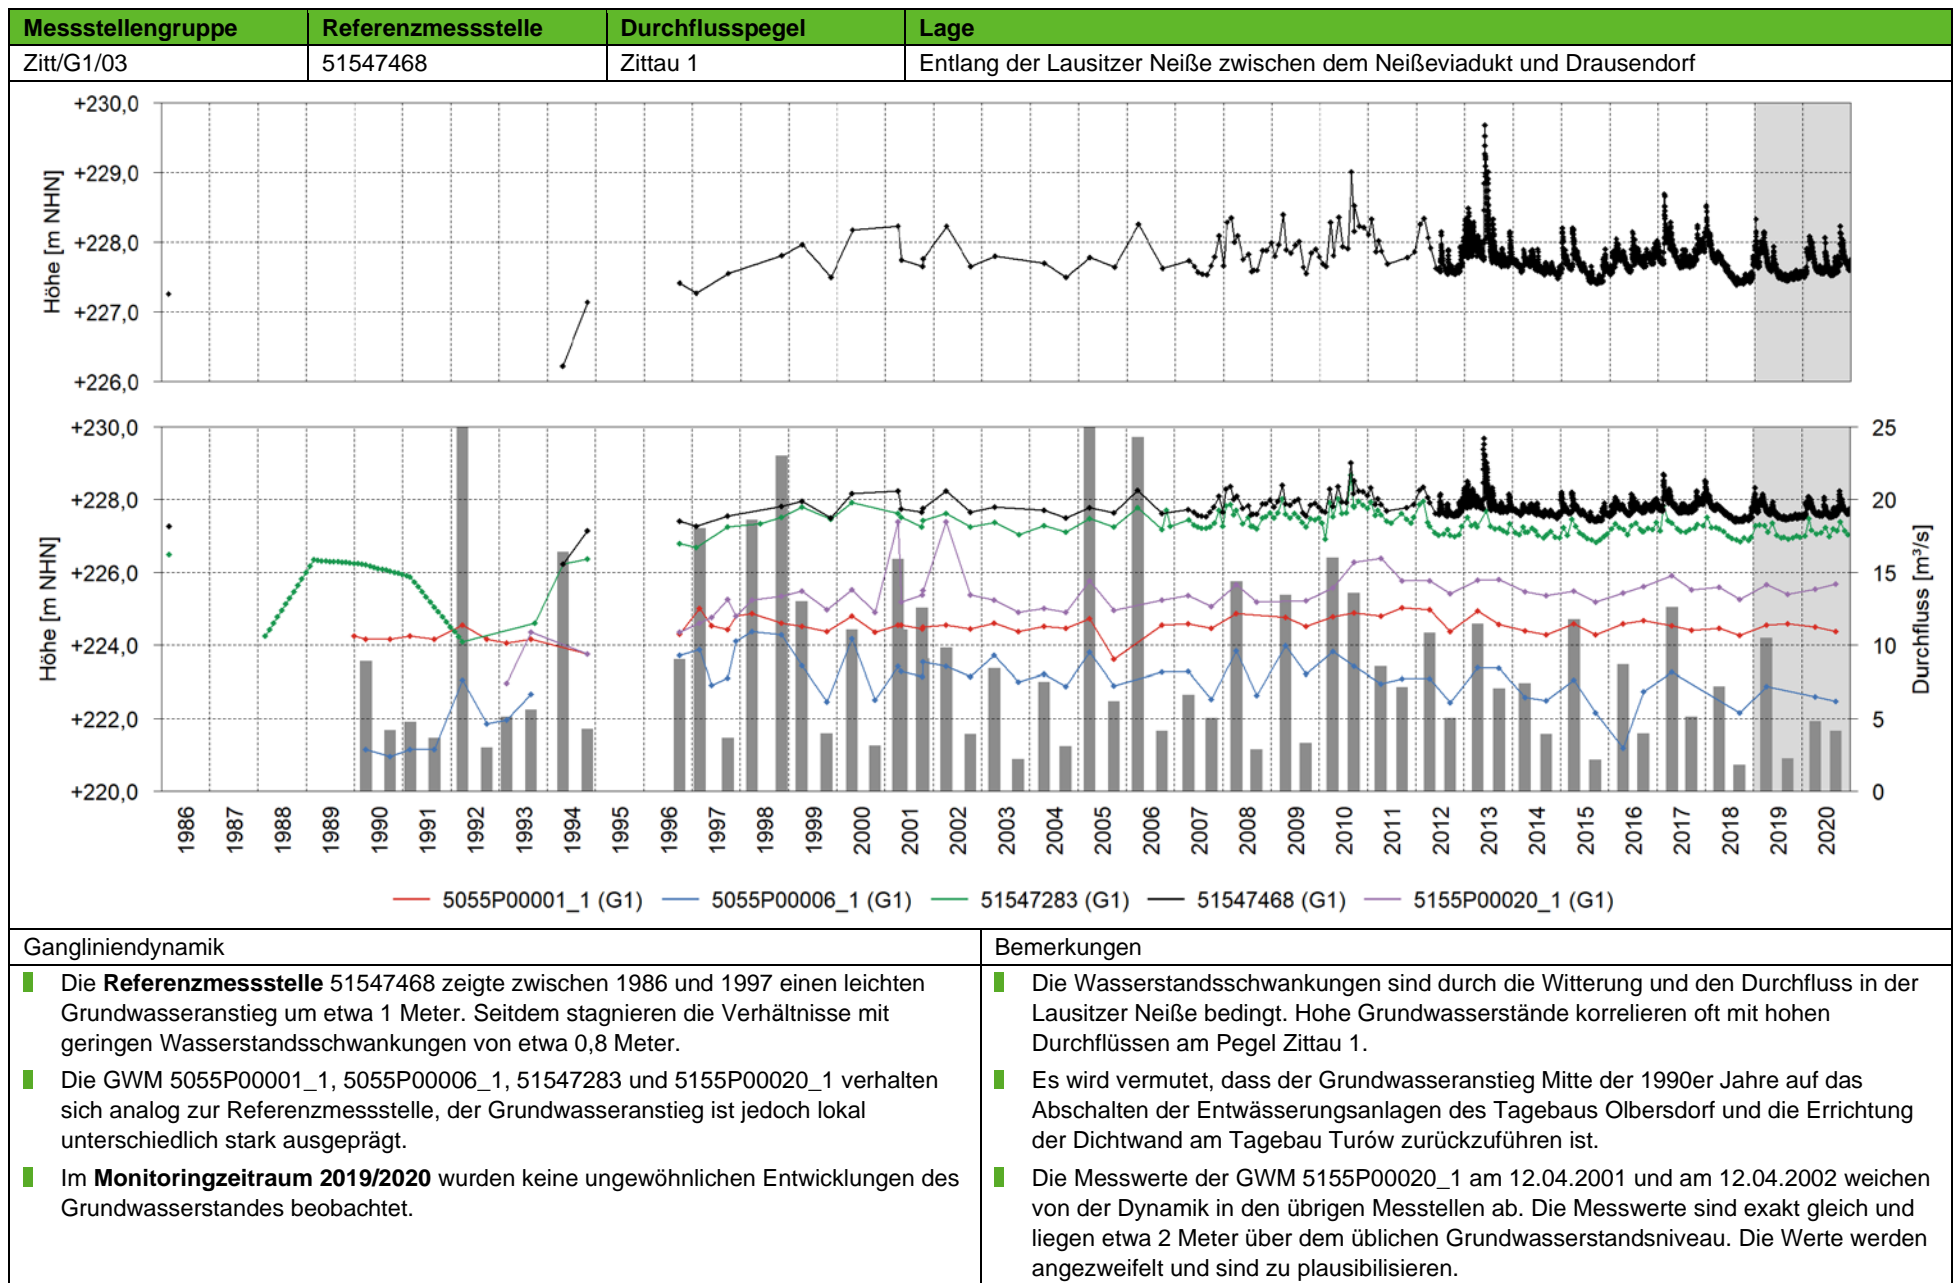 Messstellengruppe Referenzmessstelle Durchflusspegel Lage
Zitt/G1/03 51547468 Zittau 1 Entlang der Lausitzer Neiße zwischen dem Neißeviadukt und Drausendorf
Höhe [m NHN]
+230,0
+229,0
+228,0
+227,0
+226,0
Höhe [m NHN]
+230,0
+228,0
+226,0
+224,0
+222,0
+220,0
25
20
15
10
5
0
Durchfluss [m³/s]
1986 1987 1988 1989 1990 1991 1992 1993 1994 1995 1996 1997 1998 1999 2000 2001 2002 2003 2004 2005 2006 2007 2008 2009 2010 2011 2012 2013 2014 2015 2016 2017 2018 2019 2020
5055P00001_1 (G1) 5055P00006_1 (G1) 51547283 (G1) 51547468 (G1) 5155P00020_1 (G1)
Gangliniendynamik
Die Referenzmessstelle 51547468 zeigte zwischen 1986 und 1997 einen leichten
Grundwasseranstieg um etwa 1 Meter. Seitdem stagnieren die Verhältnisse mit
geringen Wasserstandsschwankungen von etwa 0,8 Meter.
Die GWM 5055P00001_1, 5055P00006_1, 51547283 und 5155P00020_1 verhalten
sich analog zur Referenzmessstelle, der Grundwasseranstieg ist jedoch lokal
unterschiedlich stark ausgeprägt.
Im Monitoringzeitraum 2019/2020 wurden keine ungewöhnlichen Entwicklungen des
Grundwasserstandes beobachtet.
Bemerkungen
Die Wasserstandsschwankungen sind durch die Witterung und den Durchfluss in der
Lausitzer Neiße bedingt. Hohe Grundwasserstände korrelieren oft mit hohen
Durchflüssen am Pegel Zittau 1.
Es wird vermutet, dass der Grundwasseranstieg Mitte der 1990er Jahre auf das
Abschalten der Entwässerungsanlagen des Tagebaus Olbersdorf und die Errichtung
der Dichtwand am Tagebau Turów zurückzuführen ist.
Die Messwerte der GWM 5155P00020_1 am 12.04.2001 und am 12.04.2002 weichen
von der Dynamik in den übrigen Messtellen ab. Die Messwerte sind exakt gleich und
liegen etwa 2 Meter über dem üblichen Grundwasserstandsniveau. Die Werte werden
angezweifelt und sind zu plausibilisieren.